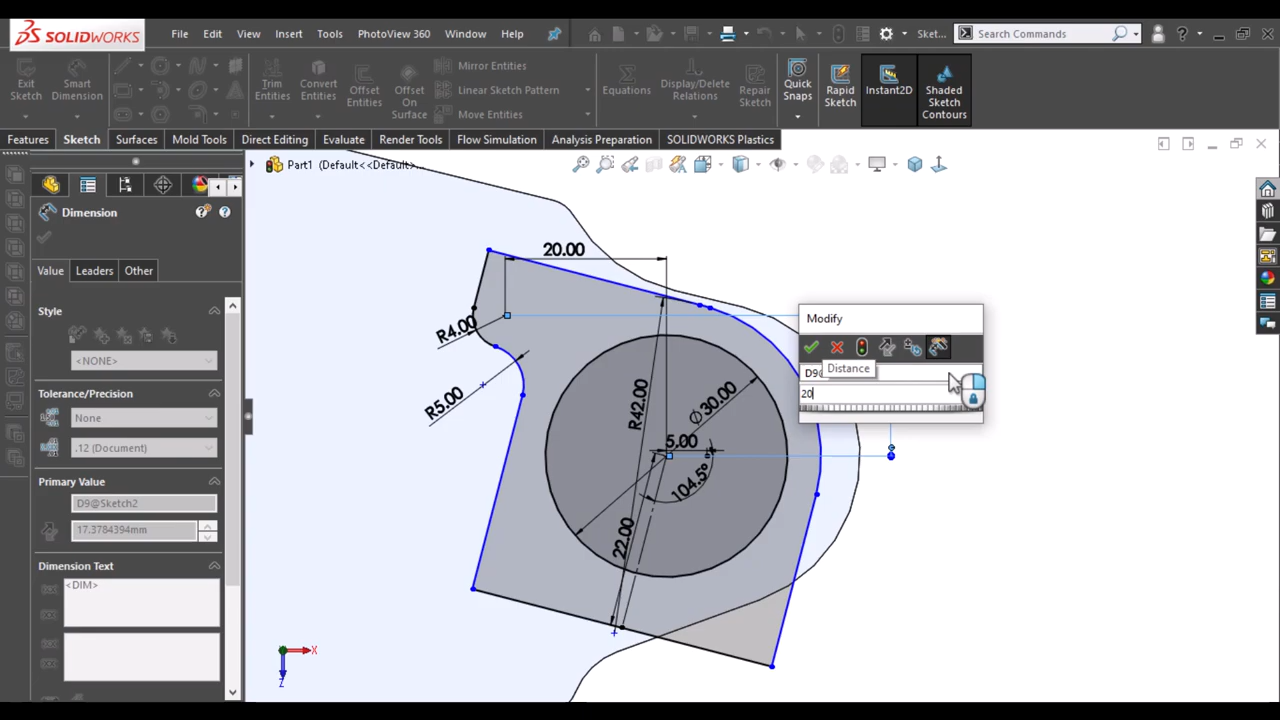 SOLIDWORKS File Edit View Insert Tools PhotoView 360 Window Help Sket... Search Commands ?
Exit Sketch Smart Dimension Trim Entities Convert Entities Offset Entities Offset On Surface Mirror Entities Linear Sketch Pattern Move Entities Equations Display/Delete Relations Repair Sketch Quick Snaps Rapid Sketch Instant2D Shaded Sketch Contours
Features Sketch Surfaces Mold Tools Direct Editing Evaluate Render Tools Flow Simulation Analysis Preparation SOLIDWORKS Plastics
Part1 (Default<<Default>...
Dimension
Value Leaders Other
Style
<NONE>
Tolerance/Precision
None
.12 (Document)
Primary Value
D9@Sketch2
17.3784394mm
Dimension Text
<DIM>
20.00
R4.00
R5.00
R42.00
Ø30.00
5.00
104.5°
22.00
Modify
Distance
20
X
Z